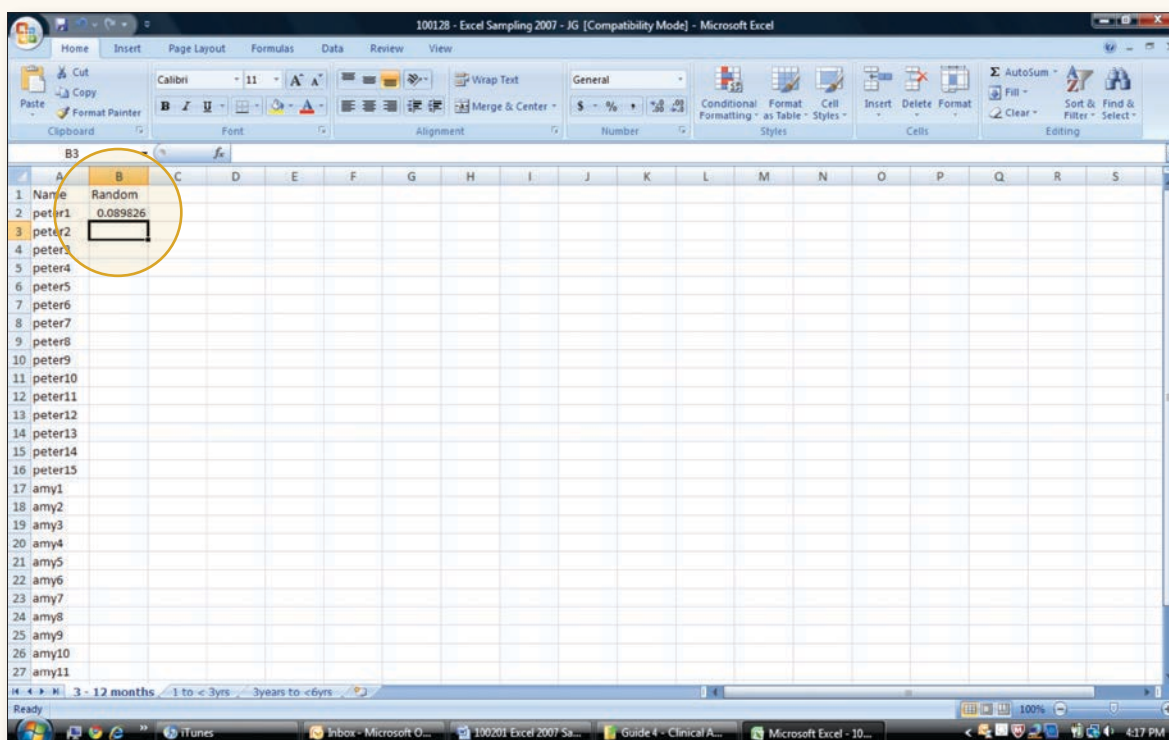 100128 - Excel Sampling 2007 - JG [Compatibility Mode] - Microsoft Excel
Home Insert Page Layout Formulas Data Review View
Cut
Copy
Format Painter
Paste
Calibri 11
B I U
Wrap Text
Merge & Center
General
$ % ,
Conditional Formatting
Format as Table
Cell Styles
Insert Delete Format
Σ AutoSum
Fill
Clear
Sort & Filter
Find & Select
Clipboard Font Alignment Number Styles Cells Editing
B3 fx
A B C D E F G H I J K L M N O P Q R S
1 Name Random
2 peter1 0.089826
3 peter2
4 peter3
5 peter4
6 peter5
7 peter6
8 peter7
9 peter8
10 peter9
11 peter10
12 peter11
13 peter12
14 peter13
15 peter14
16 peter15
17 amy1
18 amy2
19 amy3
20 amy4
21 amy5
22 amy6
23 amy7
24 amy8
25 amy9
26 amy10
27 amy11
3 - 12 months 1 to < 3yrs 3years to <6yrs
Ready 100%
iTunes Inbox - Microsoft O... 100201 Excel 2007 Sa... Guide 4 - Clinical A... Microsoft Excel - 10... 4:17 PM